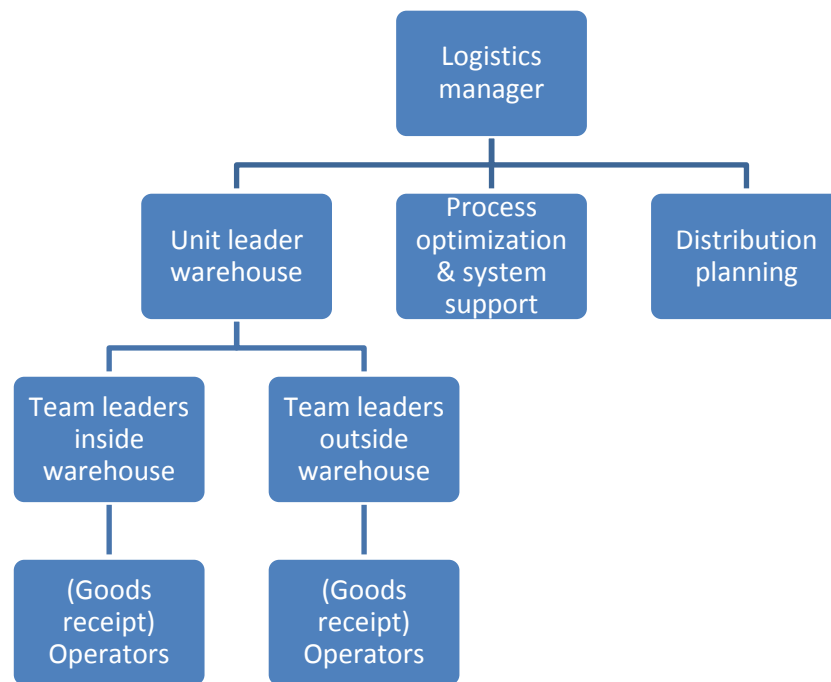 Logistics
manager
Unit leader
warehouse
Process
optimization
& system
support
Distribution
planning
Team leaders
inside
warehouse
Team leaders
outside
warehouse
(Goods
receipt)
Operators
(Goods
receipt)
Operators